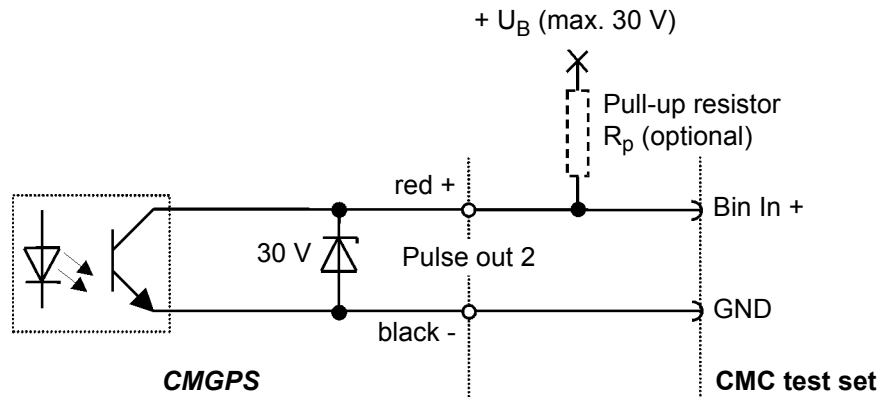 + U_B (max. 30 V)
Pull-up resistor
R_p (optional)
red +
Bin In +
30 V
Pulse out 2
GND
black -
CMGPS
CMC test set